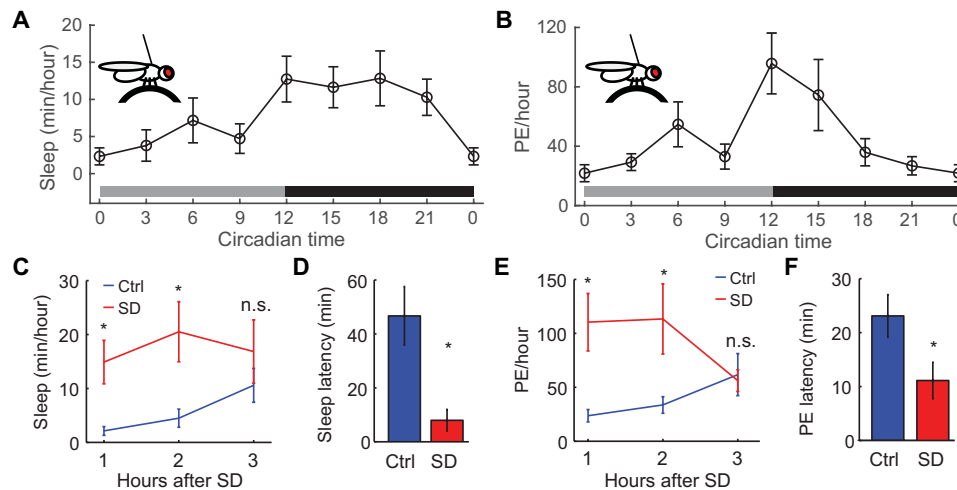 A
Sleep (min/hour)
20
15
10
5
0
0 3 6 9 12 15 18 21 0
Circadian time
B
PE/hour
120
80
40
0
0 3 6 9 12 15 18 21 0
Circadian time
C
Sleep (min/hour)
30
20
10
0
Ctrl
SD
*
*
n.s.
1 2 3
Hours after SD
D
Sleep latency (min)
60
40
20
0
*
Ctrl SD
E
PE/hour
150
100
50
0
Ctrl
SD
*
*
n.s.
1 2 3
Hours after SD
F
PE latency (min)
30
20
10
0
*
Ctrl SD